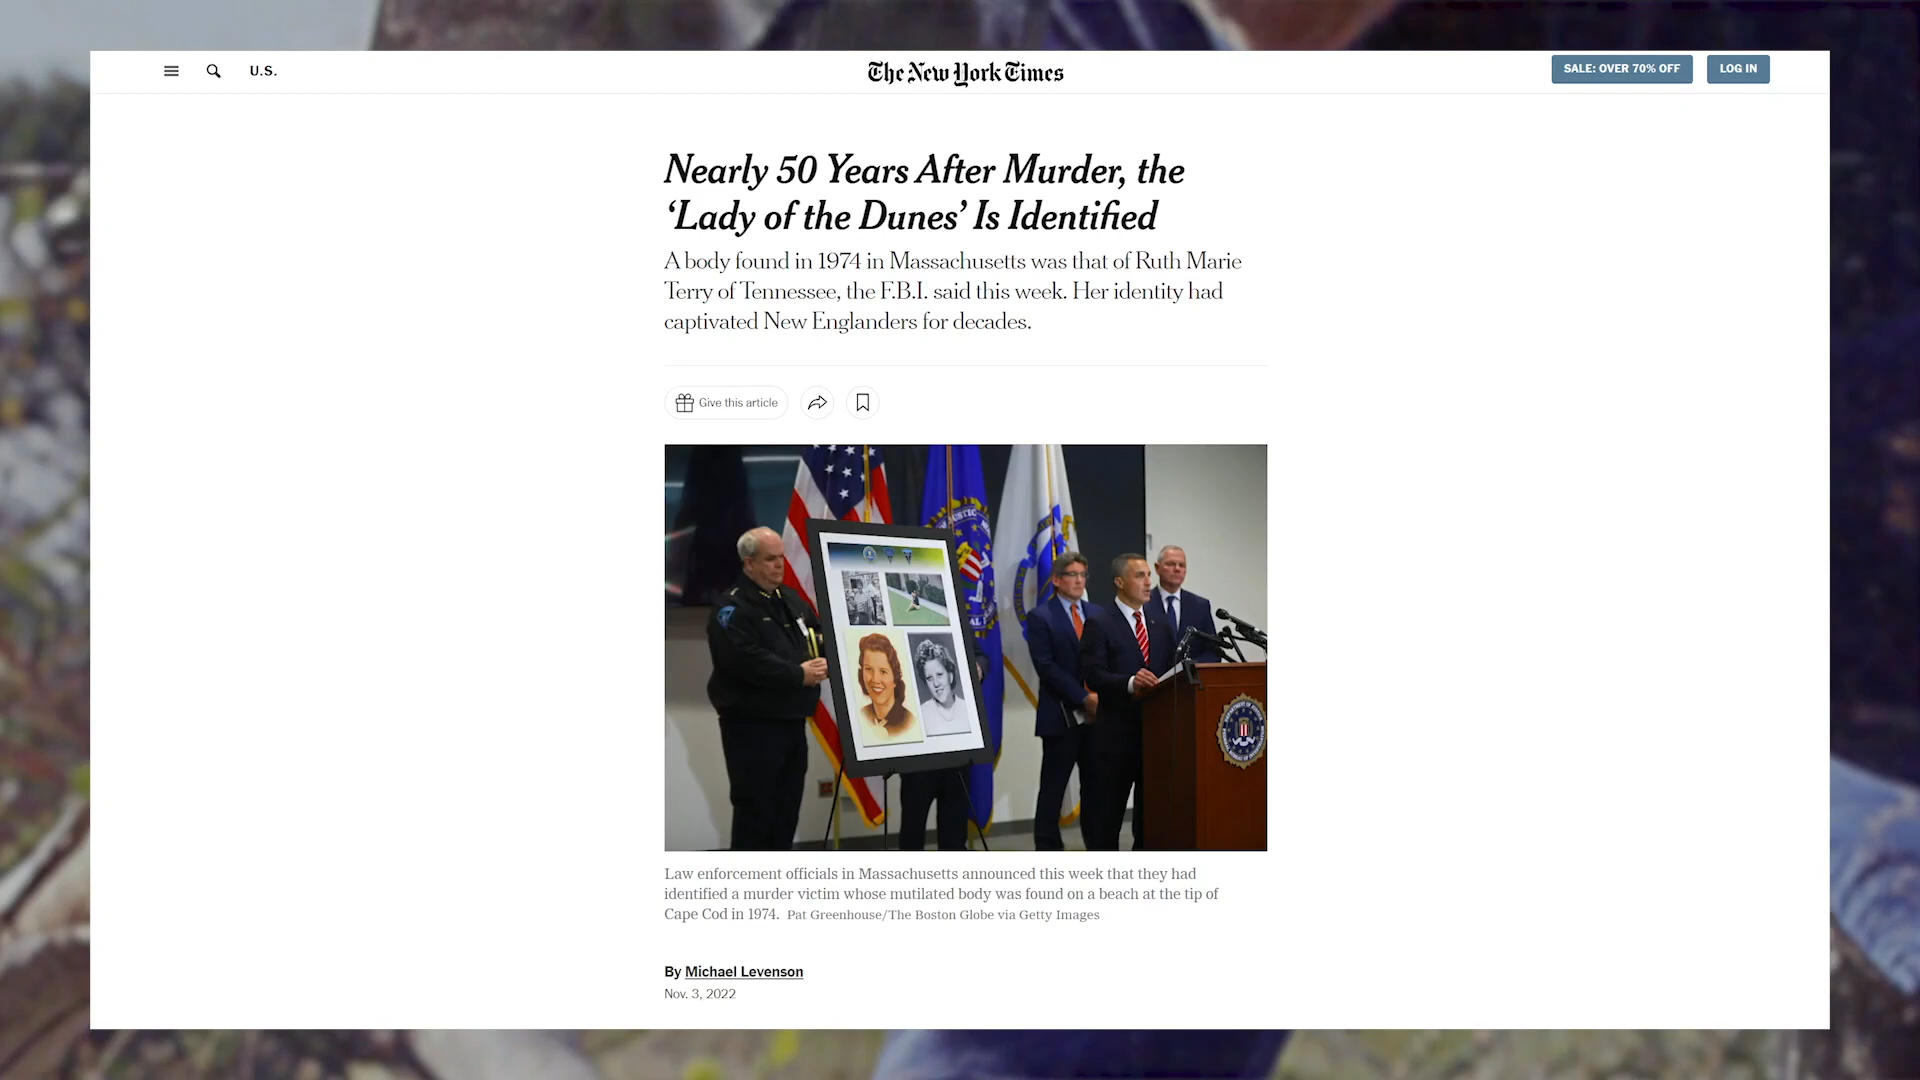 U.S.
The New York Times
SALE: OVER 70% OFF
LOG IN
Nearly 50 Years After Murder, the
‘Lady of the Dunes’ Is Identified
A body found in 1974 in Massachusetts was that of Ruth Marie
Terry of Tennessee, the F.B.I. said this week. Her identity had
captivated New Englanders for decades.
Give this article
Law enforcement officials in Massachusetts announced this week that they had
identified a murder victim whose mutilated body was found on a beach at the tip of
Cape Cod in 1974. Pat Greenhouse/The Boston Globe via Getty Images
By Michael Levenson
Nov. 3, 2022